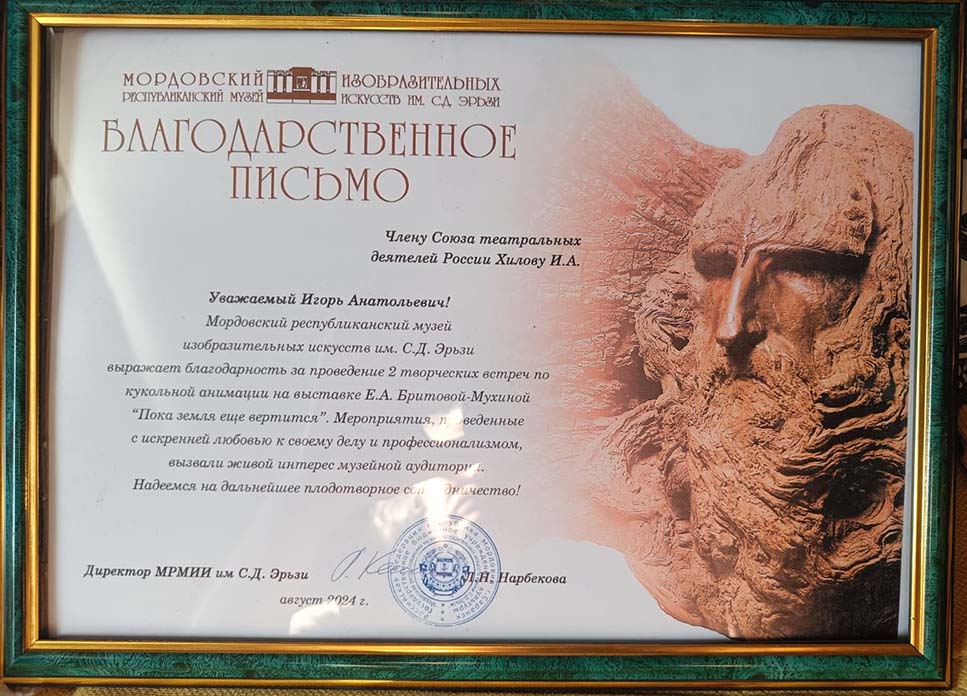 МОРДОВСКИЙ ИЗОБРАЗИТЕЛЬНЫХ
РЕСПУБЛИКАНСКИЙ МУЗЕЙ ИСКУССТВ ИМ. С.Д. ЭРЬЗИ
БЛАГОДАРСТВЕННОЕ
ПИСЬМО
Члену Союза театральных
деятелей России Хилову И.А.
Уважаемый Игорь Анатольевич!
Мордовский республиканский музей
изобразительных искусств им. С.Д. Эрьзи
выражает благодарность за проведение 2 творческих встреч по
кукольной анимации на выставке Е.А. Бритовой-Мухиной
"Пока земля еще вертится". Мероприятия, проведенные
с искренней любовью к своему делу и профессионализмом,
вызвали живой интерес музейной аудитории.
Надеемся на дальнейшее плодотворное сотрудничество!
Директор МРМИИ им С.Д. Эрьзи Л.Н. Нарбекова
август 2024 г.